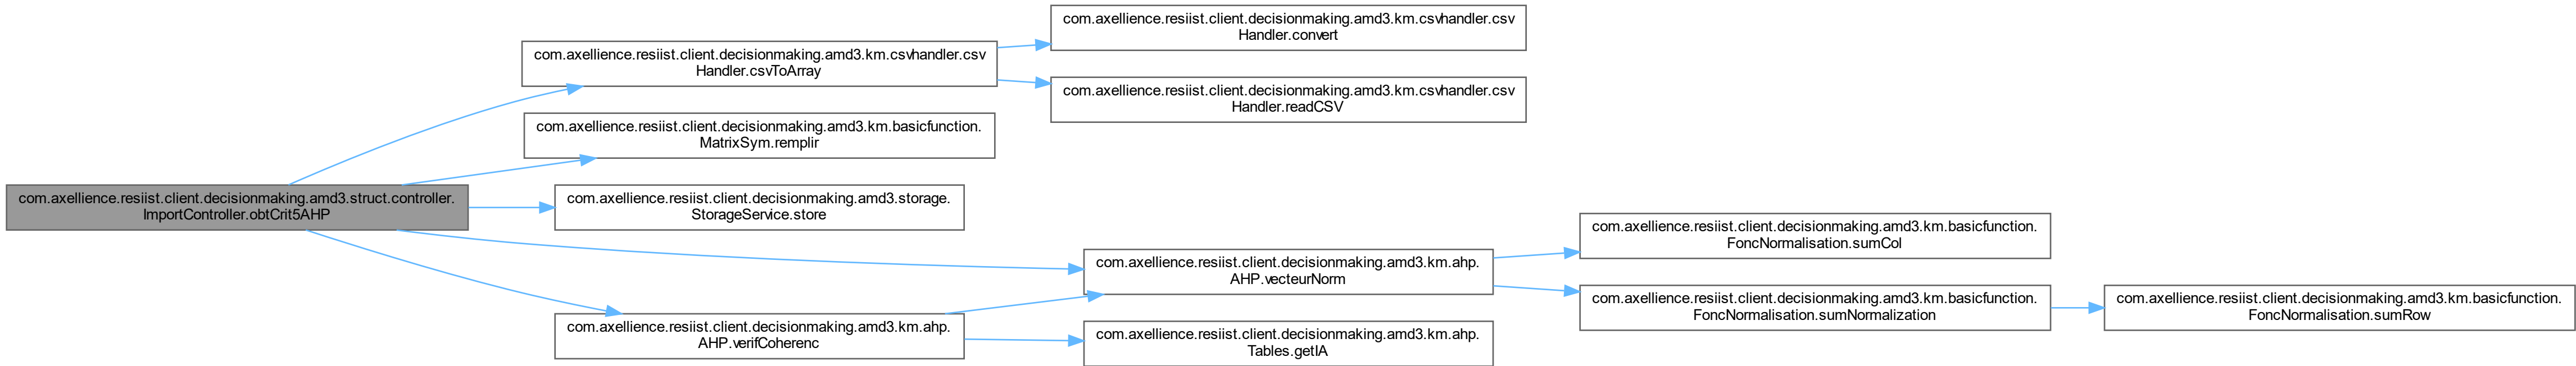 com.axellience.resiist.client.decisionmaking.amd3.km.csvhandler.csv
Handler.convert
com.axellience.resiist.client.decisionmaking.amd3.km.csvhandler.csv
Handler.csvToArray
com.axellience.resiist.client.decisionmaking.amd3.km.csvhandler.csv
Handler.readCSV
com.axellience.resiist.client.decisionmaking.amd3.km.basicfunction.
MatrixSym.remplir
com.axellience.resiist.client.decisionmaking.amd3.struct.controller.
ImportController.obtCrit5AHP
com.axellience.resiist.client.decisionmaking.amd3.storage.
StorageService.store
com.axellience.resiist.client.decisionmaking.amd3.km.basicfunction.
FoncNormalisation.sumCol
com.axellience.resiist.client.decisionmaking.amd3.km.ahp.
AHP.vecteurNorm
com.axellience.resiist.client.decisionmaking.amd3.km.basicfunction.
FoncNormalisation.sumNormalization
com.axellience.resiist.client.decisionmaking.amd3.km.basicfunction.
FoncNormalisation.sumRow
com.axellience.resiist.client.decisionmaking.amd3.km.ahp.
AHP.verifCoherenc
com.axellience.resiist.client.decisionmaking.amd3.km.ahp.
Tables.getIA